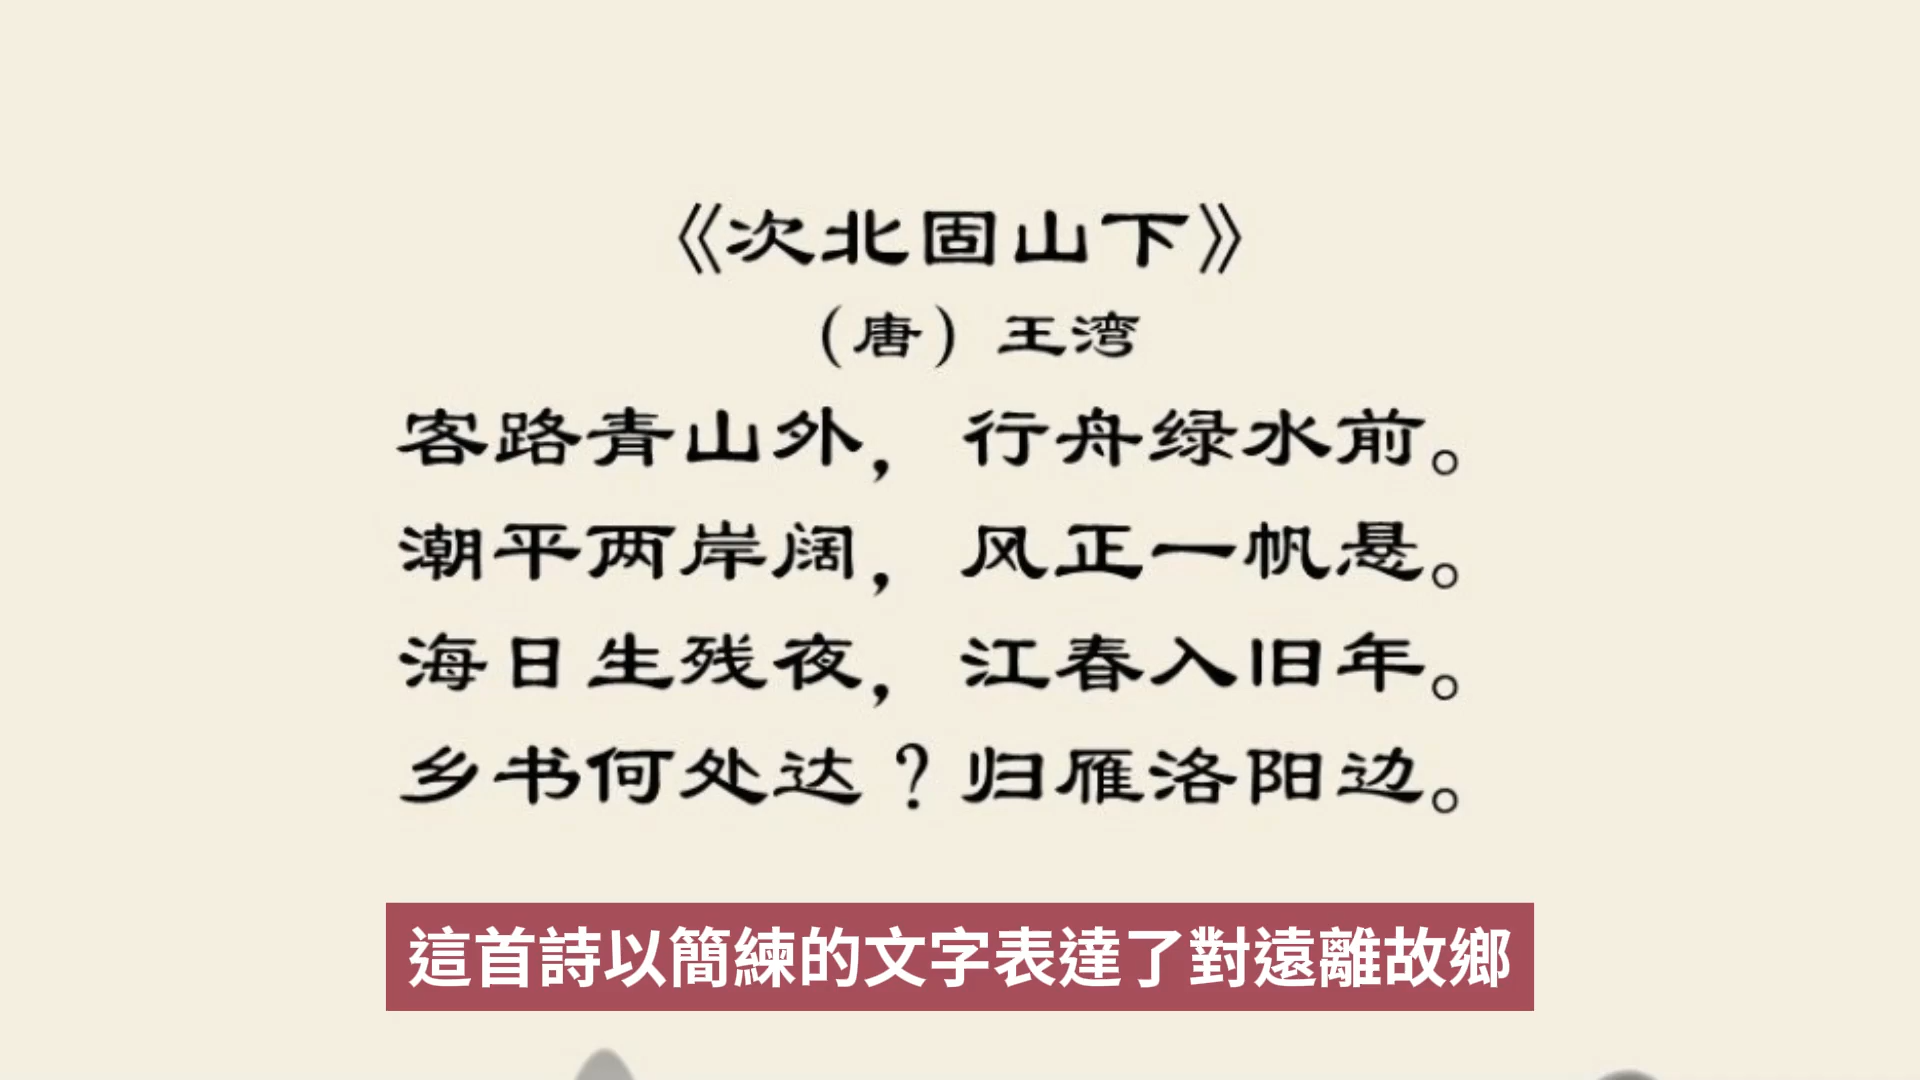 《次北固山下》
（唐）王湾
客路青山外，行舟绿水前。
潮平两岸阔，风正一帆悬。
海日生残夜，江春入旧年。
乡书何处达？归雁洛阳边。
這首詩以簡練的文字表達了對遠離故鄉